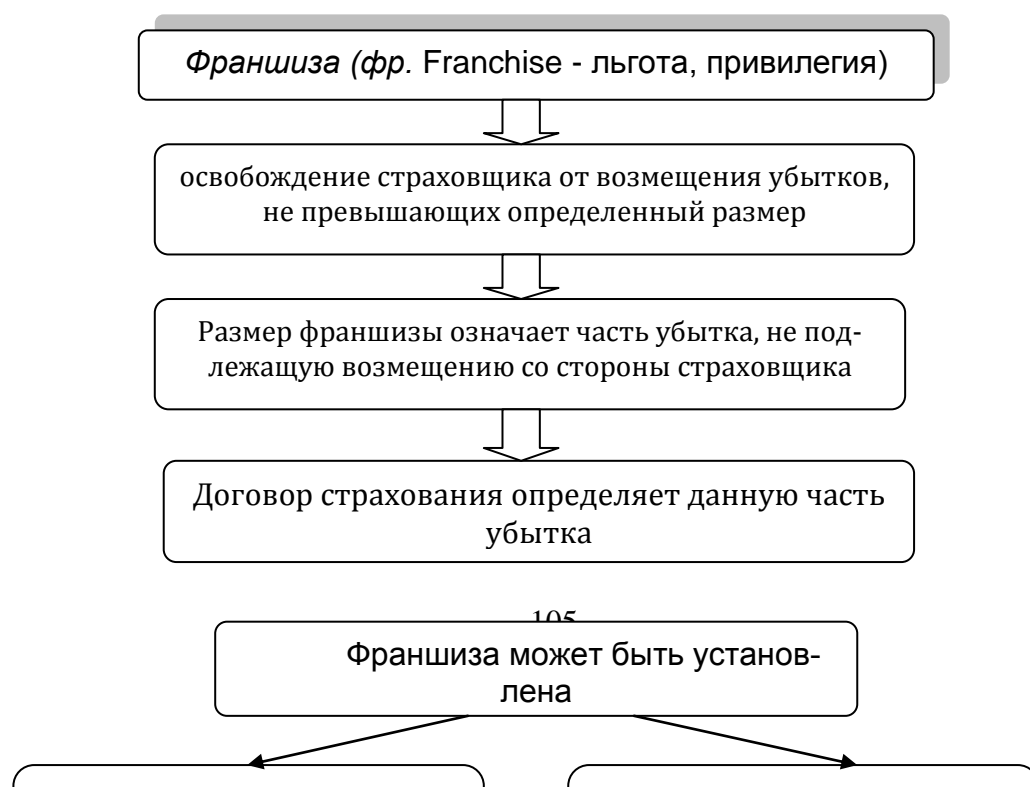 Франшиза (фр. Franchise - льгота, привилегия)
освобождение страховщика от возмещения убытков,
не превышающих определенный размер
Размер франшизы означает часть убытка, не под-
лежащую возмещению со стороны страховщика
Договор страхования определяет данную часть
убытка
105
Франшиза может быть установ-
лена